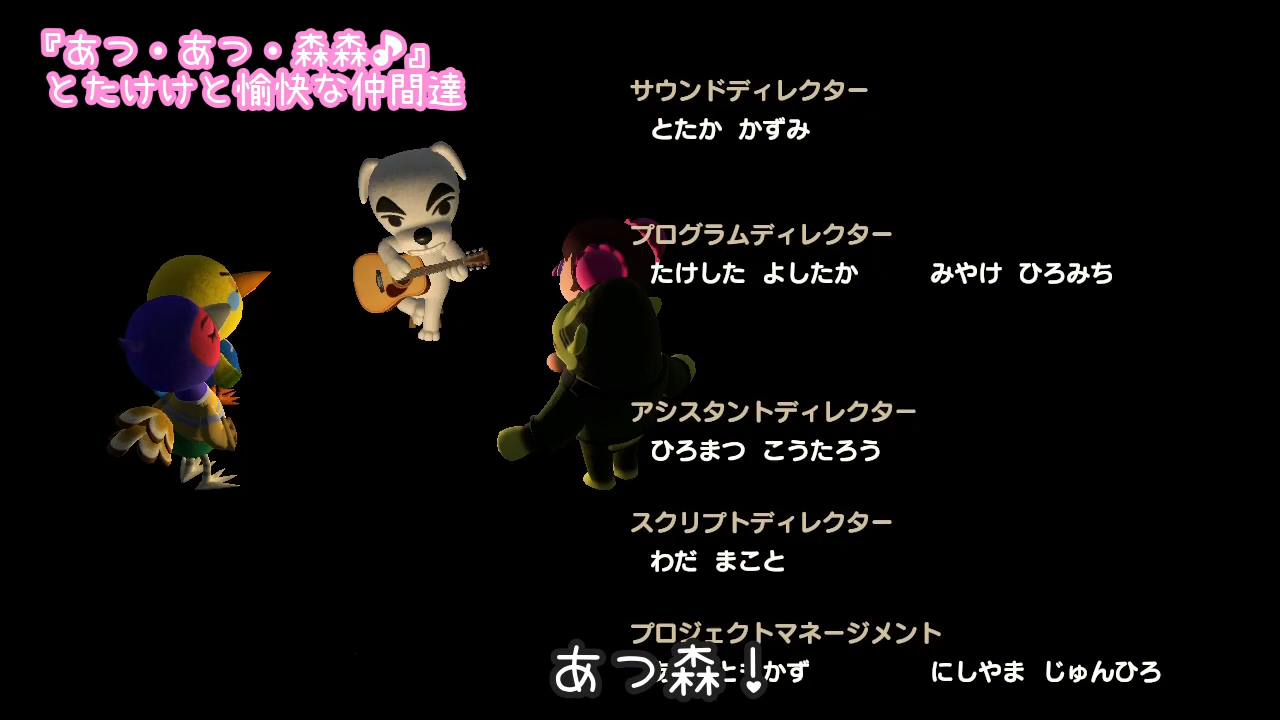 『あつ・あつ・森森♪』
とたけけと愉快な仲間達
サウンドディレクター
とたか かずみ
プログラムディレクター
たけした よしたか みやけ ひろみち
アシスタントディレクター
ひろまつ こうたろう
スクリプトディレクター
わだ まこと
プロジェクトマネージメント
かず にしやま じゅんひろ
あつ森!